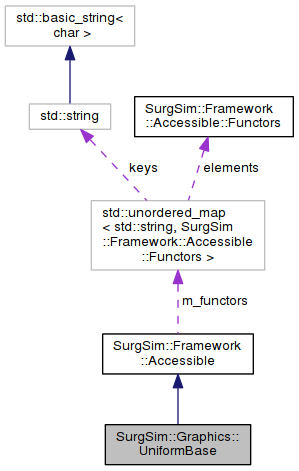 std::basic_string<
char >
std::string
SurgSim::Framework
::Accessible::Functors
keys
elements
std::unordered_map
< std::string, SurgSim
::Framework::Accessible
::Functors >
m_functors
SurgSim::Framework
::Accessible
SurgSim::Graphics::
UniformBase